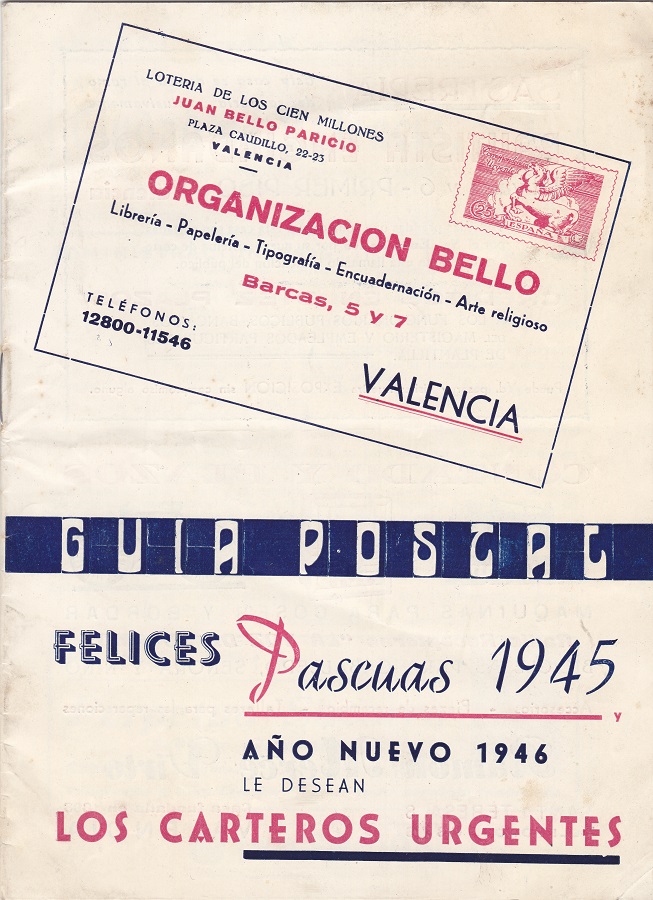 LOTERIA DE LOS CIEN MILLONES
JUAN BELLO PARICIO
PLAZA CAUDILLO, 22-23
VALENCIA
25 C
ESPAÑA
ORGANIZACION BELLO
Librería - Papelería - Tipografía - Encuadernación - Arte religioso
Barcas, 5 y 7
TELÉFONOS:
12800-11546
VALENCIA
GUIA POSTAL
FELICES Pascuas 1945
y
AÑO NUEVO 1946
LE DESEAN
LOS CARTEROS URGENTES